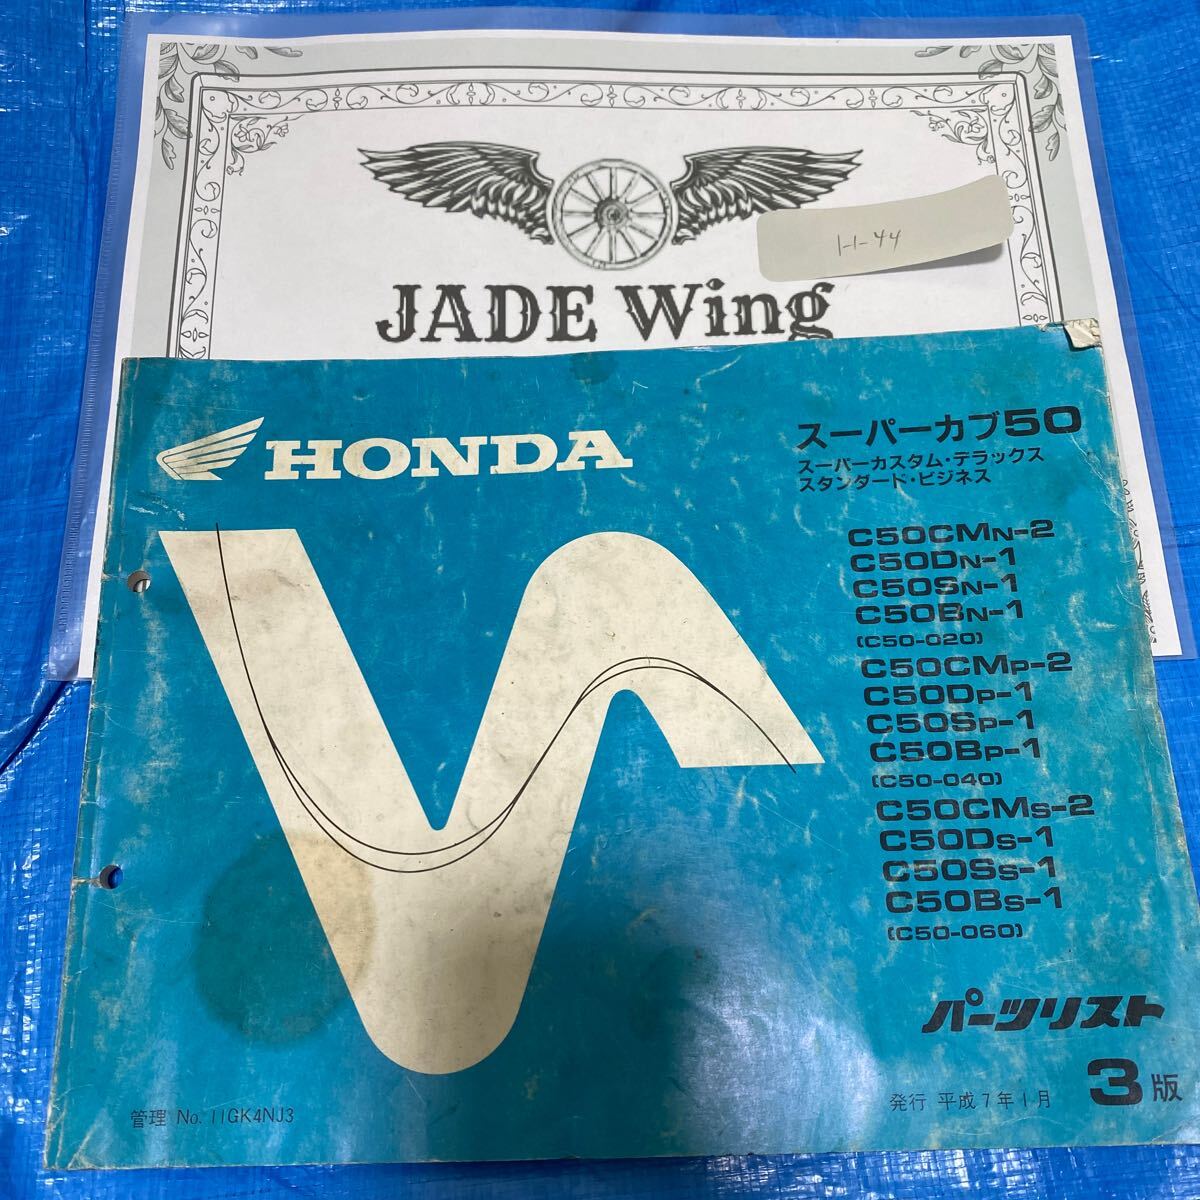 1-1-44
JADE Wing
HONDA
スーパーカブ50
スーパーカスタム・デラックス
スタンダード・ビジネス
C50CMN-2
C50DN-1
C50SN-1
C50BN-1
(C50-020)
C50CMP-2
C50DP-1
C50SP-1
C50BP-1
(C50-040)
C50CMS-2
C50DS-1
C50SS-1
C50BS-1
(C50-060)
パーツリスト
3版
管理 No. 11GK4NJ3
発行 平成7年1月